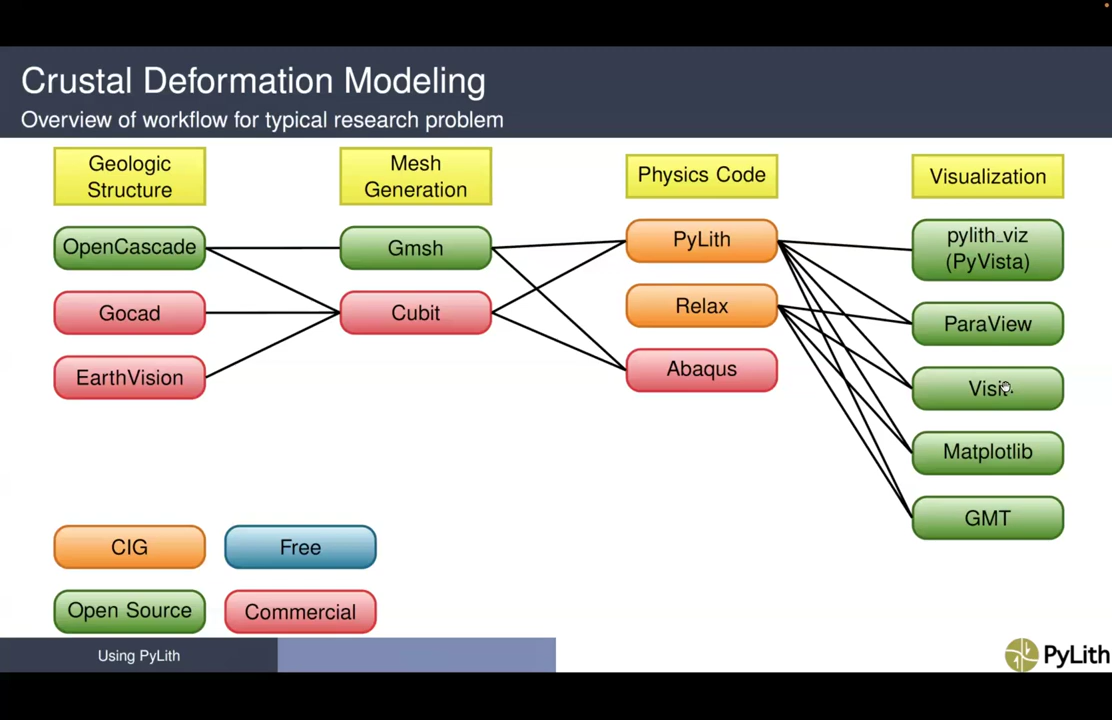 Crustal Deformation Modeling
Overview of workflow for typical research problem
Geologic
Structure
OpenCascade
Gocad
EarthVision
Mesh
Generation
Gmsh
Cubit
Physics Code
PyLith
Relax
Abaqus
Visualization
pylith_viz
(PyVista)
ParaView
Visit
Matplotlib
GMT
CIG
Free
Open Source
Commercial
Using PyLith
PyLith